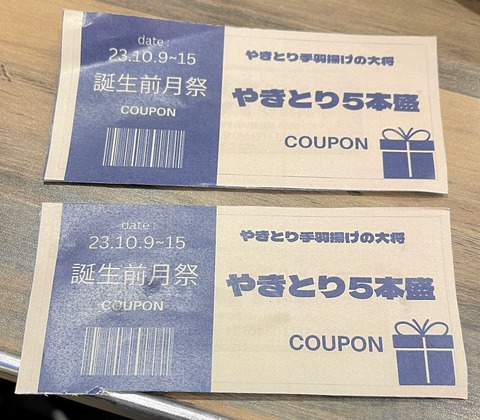 date :
23.10.9~15
誕生前月祭
COUPON
やきとり手羽揚げの大将
やきとり5本盛
COUPON
date :
23.10.9~15
誕生前月祭
COUPON
やきとり手羽揚げの大将
やきとり5本盛
COUPON